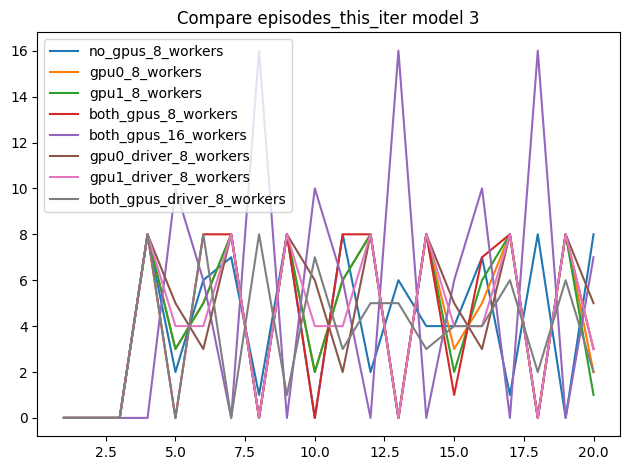 Compare episodes_this_iter model 3
16
14
12
10
8
6
4
2
0
no_gpus_8_workers
gpu0_8_workers
gpu1_8_workers
both_gpus_8_workers
both_gpus_16_workers
gpu0_driver_8_workers
gpu1_driver_8_workers
both_gpus_driver_8_workers
2.5 5.0 7.5 10.0 12.5 15.0 17.5 20.0